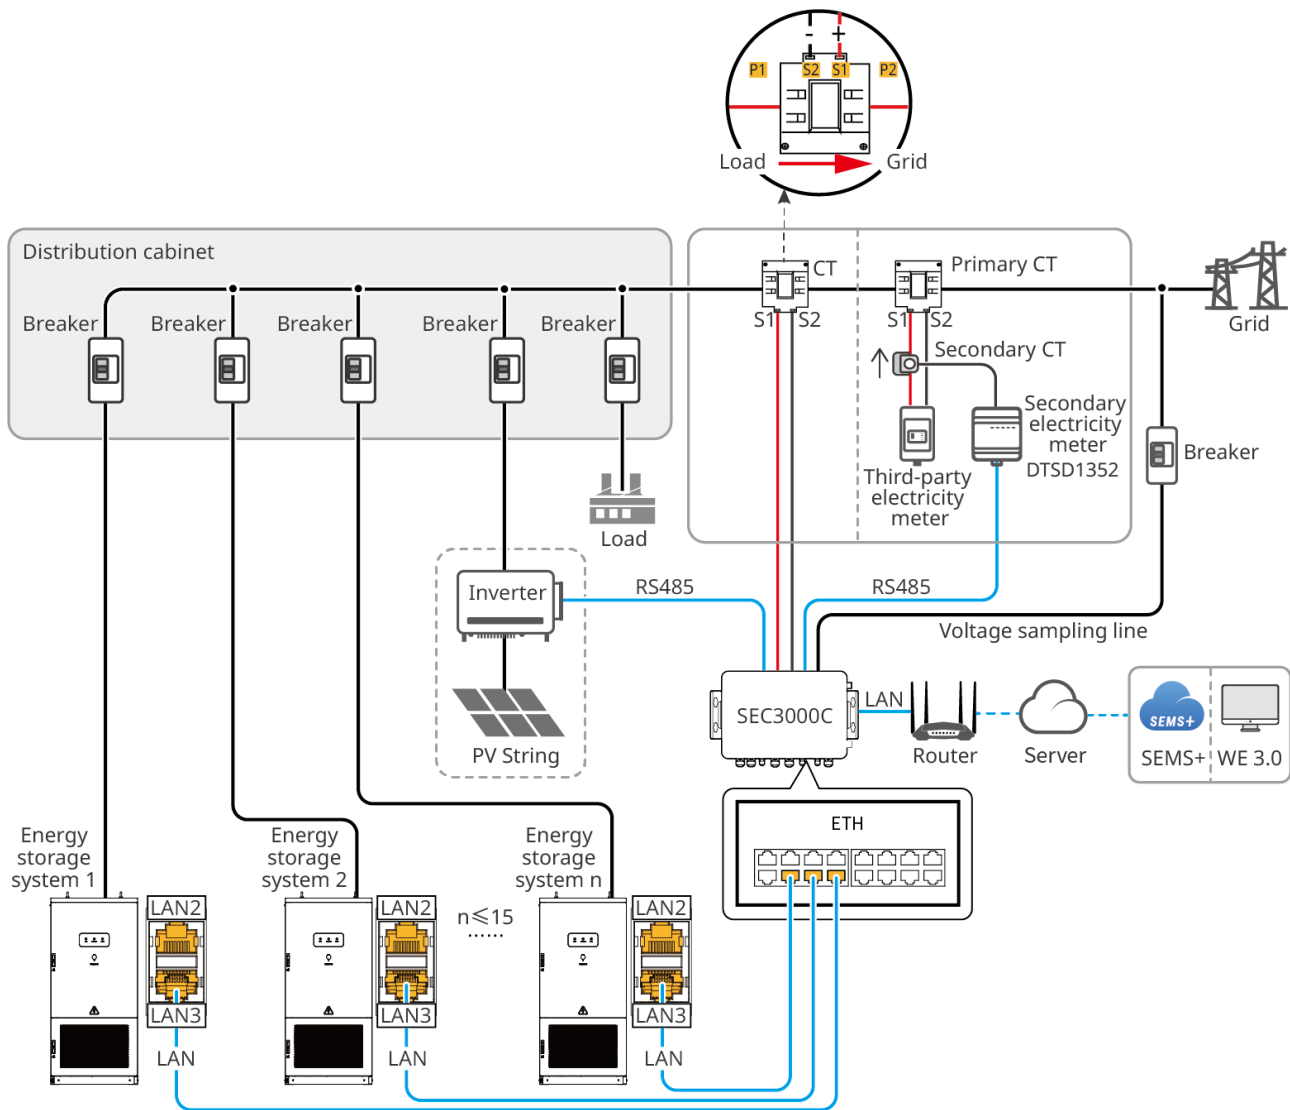 -
+
P1
S2
S1
P2
Load
Grid
Distribution cabinet
CT
Primary CT
Breaker
Breaker
Breaker
Breaker
Breaker
S1
S2
S1
S2
Grid
Secondary CT
Secondary
electricity
meter
DTSD1352
Breaker
Third-party
electricity
meter
Load
Inverter
RS485
RS485
Voltage sampling line
PV String
SEC3000C
LAN
Router
Server
SEMS+
SEMS+
WE 3.0
ETH
Energy
storage
system 1
Energy
storage
system 2
Energy
storage
system n
LAN2
LAN2
n≤15
......
LAN2
LAN3
LAN3
LAN3
LAN
LAN
LAN